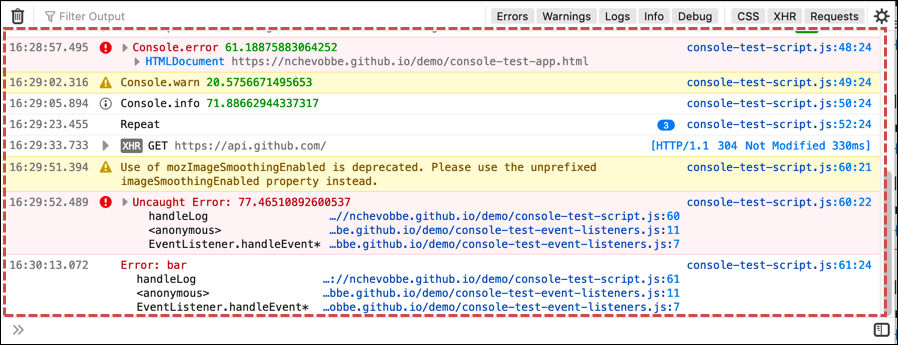 Filter Output Errors Warnings Logs Info Debug CSS XHR Requests
16:28:57.495 Console.error 61.18875883064252 console-test-script.js:48:24
HTMLDocument https://nchevobbe.github.io/demo/console-test-app.html
16:29:02.316 Console.warn 20.5756671495653 console-test-script.js:49:24
16:29:05.894 Console.info 71.88662944337317 console-test-script.js:50:24
16:29:23.455 Repeat 3 console-test-script.js:52:24
16:29:33.733 XHR GET https://api.github.com/ [HTTP/1.1 304 Not Modified 330ms]
16:29:51.394 Use of mozImageSmoothingEnabled is deprecated. Please use the unprefixed console-test-script.js:60:21
imageSmoothingEnabled property instead.
16:29:52.489 Uncaught Error: 77.46510892600537 console-test-script.js:60:22
handleLog …//nchevobbe.github.io/demo/console-test-script.js:60
<anonymous> …bbe.github.io/demo/console-test-event-listeners.js:11
EventListener.handleEvent* …bbe.github.io/demo/console-test-event-listeners.js:7
16:30:13.072 Error: bar console-test-script.js:61:24
handleLog …://nchevobbe.github.io/demo/console-test-script.js:61
<anonymous> …bbe.github.io/demo/console-test-event-listeners.js:11
EventListener.handleEvent* …obbe.github.io/demo/console-test-event-listeners.js:7